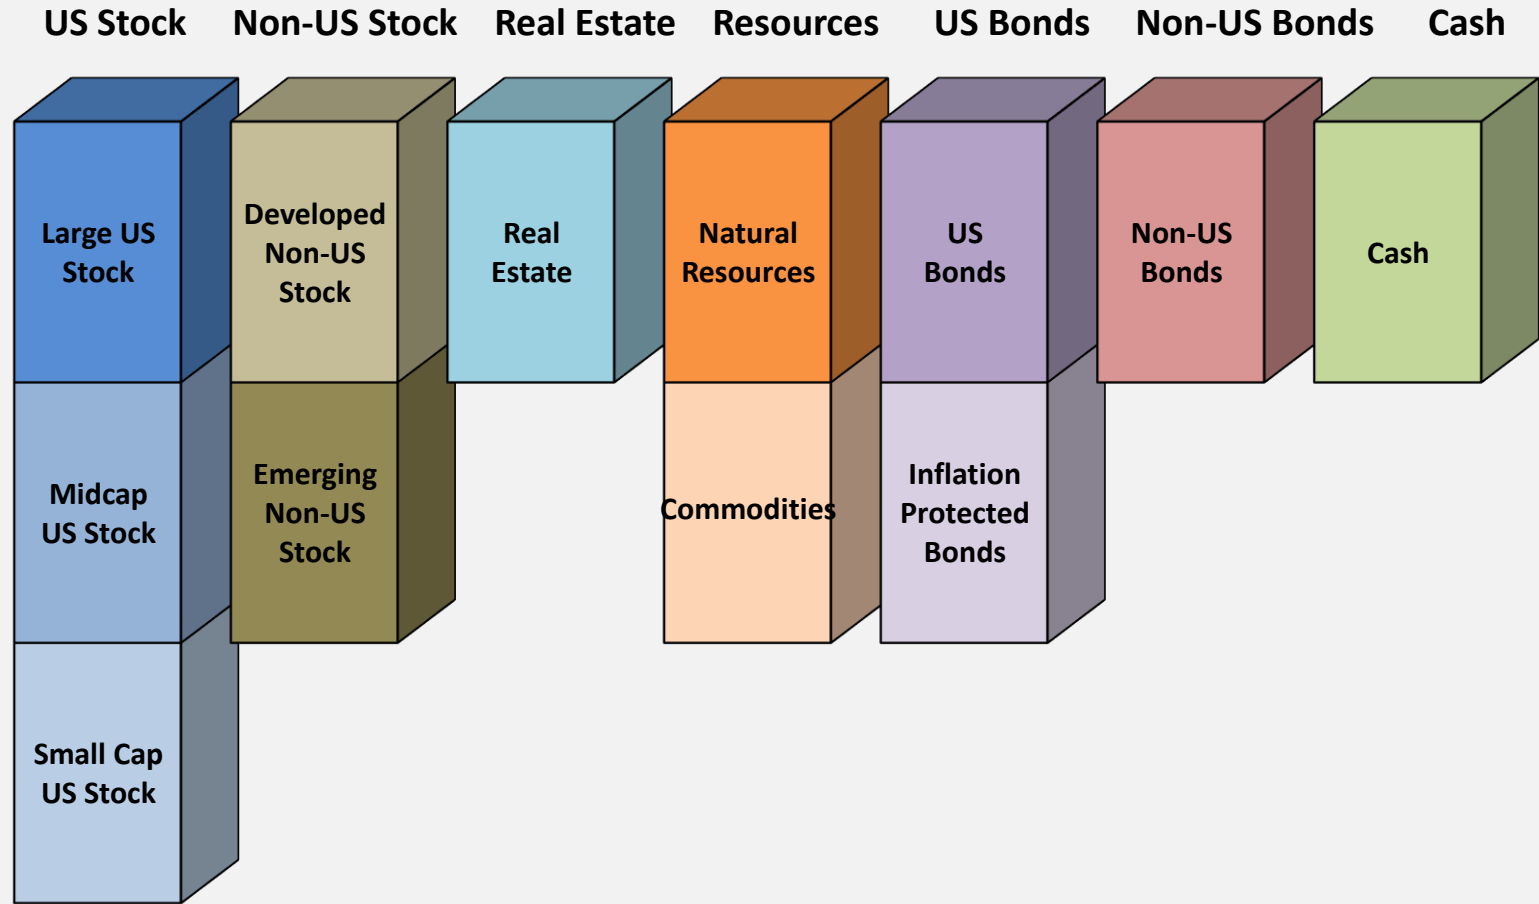 US Stock Non-US Stock Real Estate Resources US Bonds Non-US Bonds Cash
Large US
Stock
Developed
Non-US
Stock
Real
Estate
Natural
Resources
US
Bonds
Non-US
Bonds
Cash
Midcap
US Stock
Emerging
Non-US
Stock
Commodities
Inflation
Protected
Bonds
Small Cap
US Stock